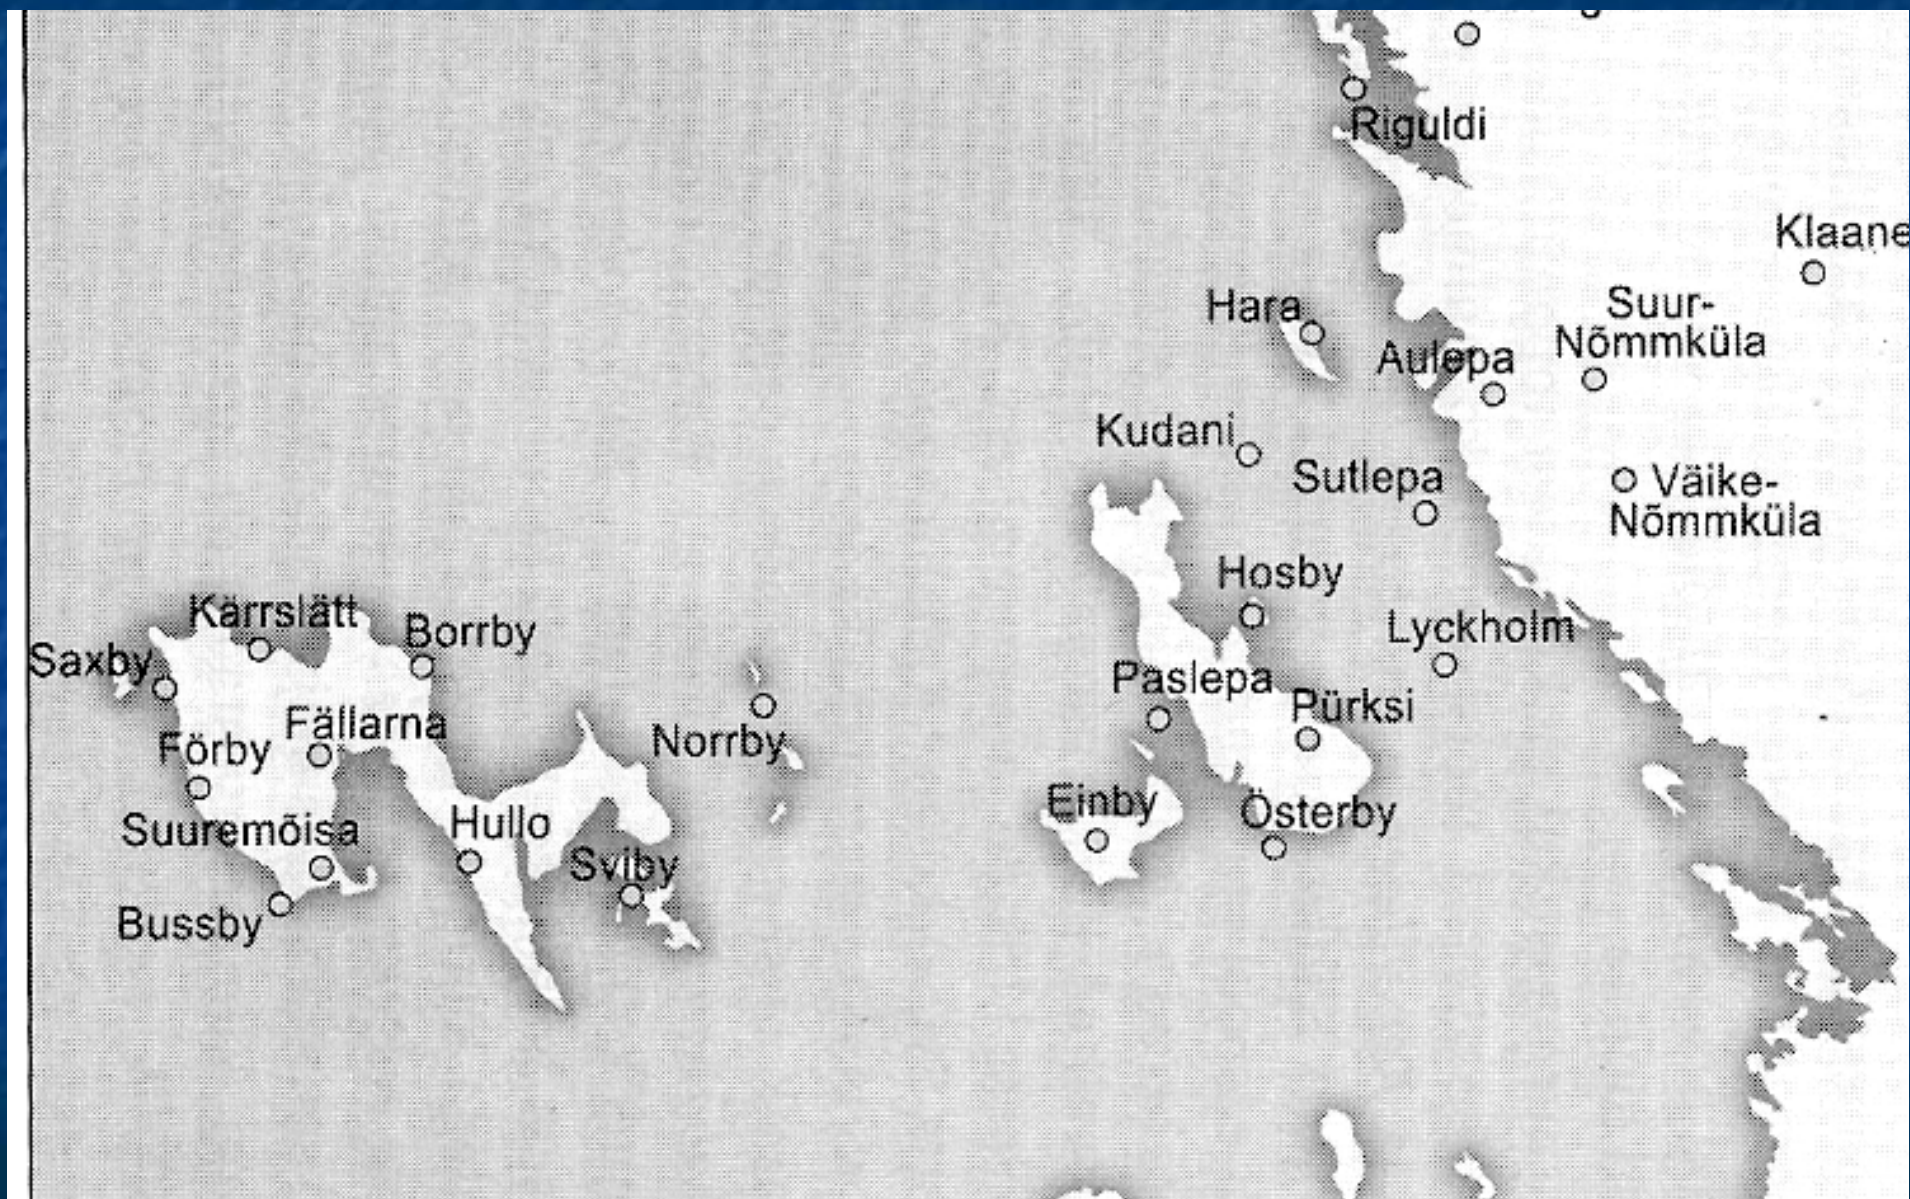 Riguldi
Klaane
Suur-
Nõmmküla
Hara
Aulepa
Kudani
Sutlepa
Väike-
Nõmmküla
Hosby
Kärrslätt
Borrby
Lyckholm
Saxby
Paslepa
Pürksi
Fällarna
Förby
Norrby
Einby
Österby
Suuremõisa
Hullo
Sviby
Bussby